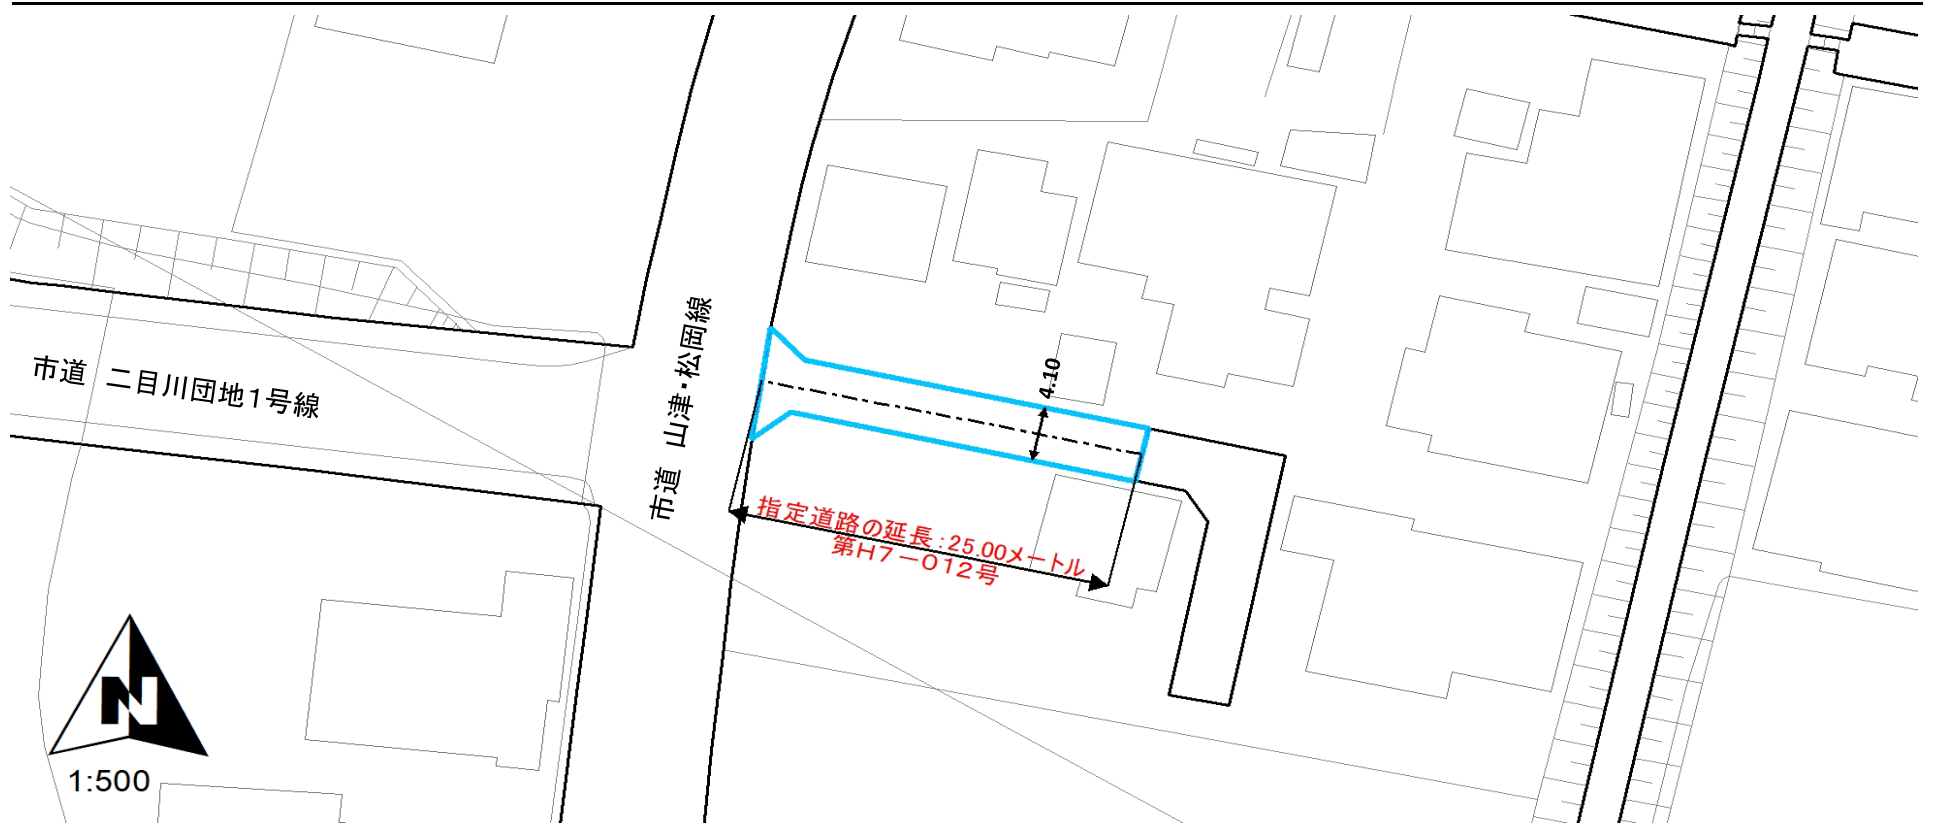 市道 二目川団地1号線
市道 山津・松岡線
4.10
指定道路の延長：25.00メートル
第H7－012号
N
1:500